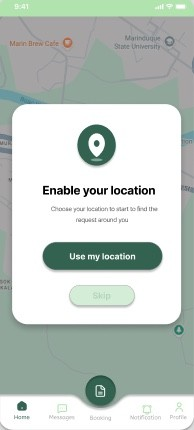 9:41
Marin Brew Cafe
Marinduque
State University
Enable your location
Choose your location to start to find the
request around you
Use my location
Skip
Home
Messages
Booking
Notification
Profile